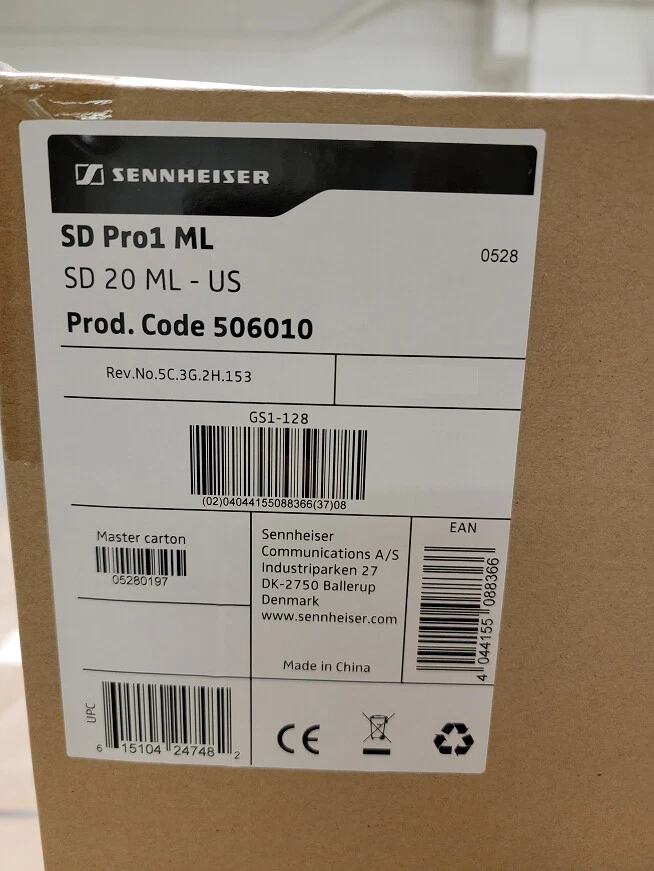 SENNHEISER
SD Pro1 ML
0528
SD 20 ML - US
Prod. Code 506010
Rev.No.5C.3G.2H.153
GS1-128
(02)04044155088366(37)08
Master carton
05280197
Sennheiser
Communications A/S
Industriparken 27
DK-2750 Ballerup
Denmark
www.sennheiser.com
Made in China
EAN
4 044155 088366
UPC
6 15104 24748 2
CE